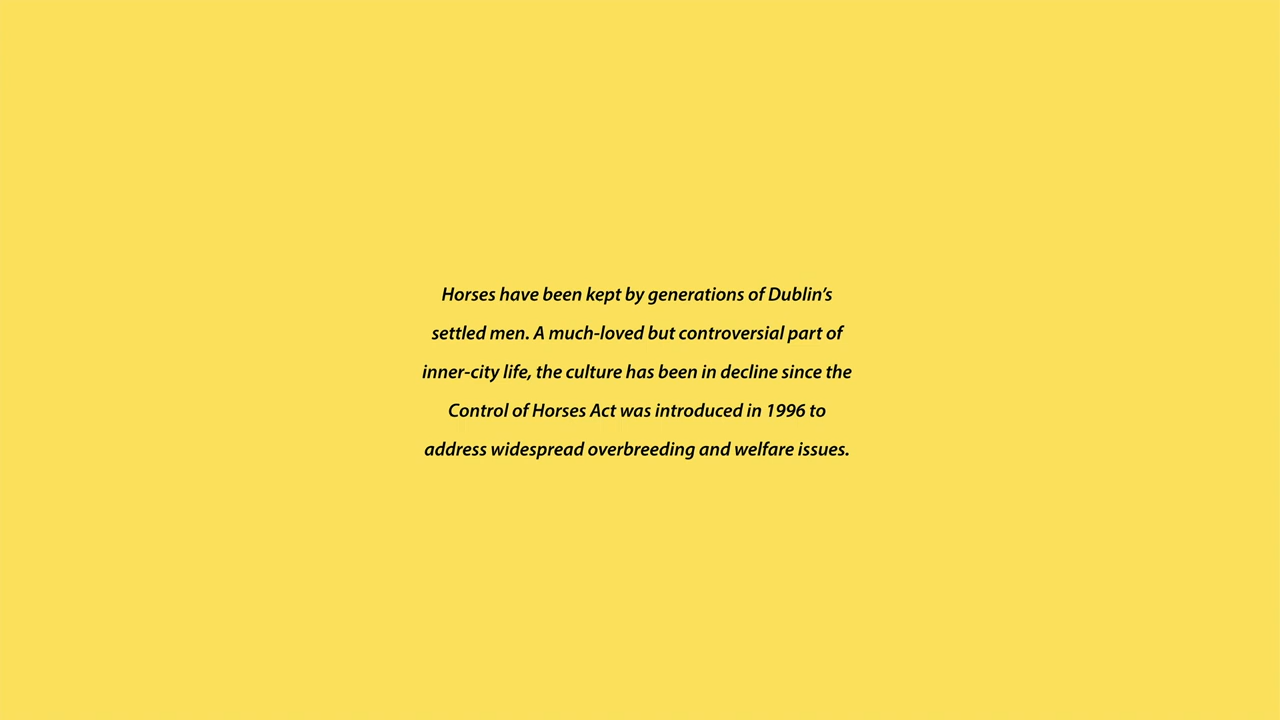 Horses have been kept by generations of Dublin’s
settled men. A much-loved but controversial part of
inner-city life, the culture has been in decline since the
Control of Horses Act was introduced in 1996 to
address widespread overbreeding and welfare issues.